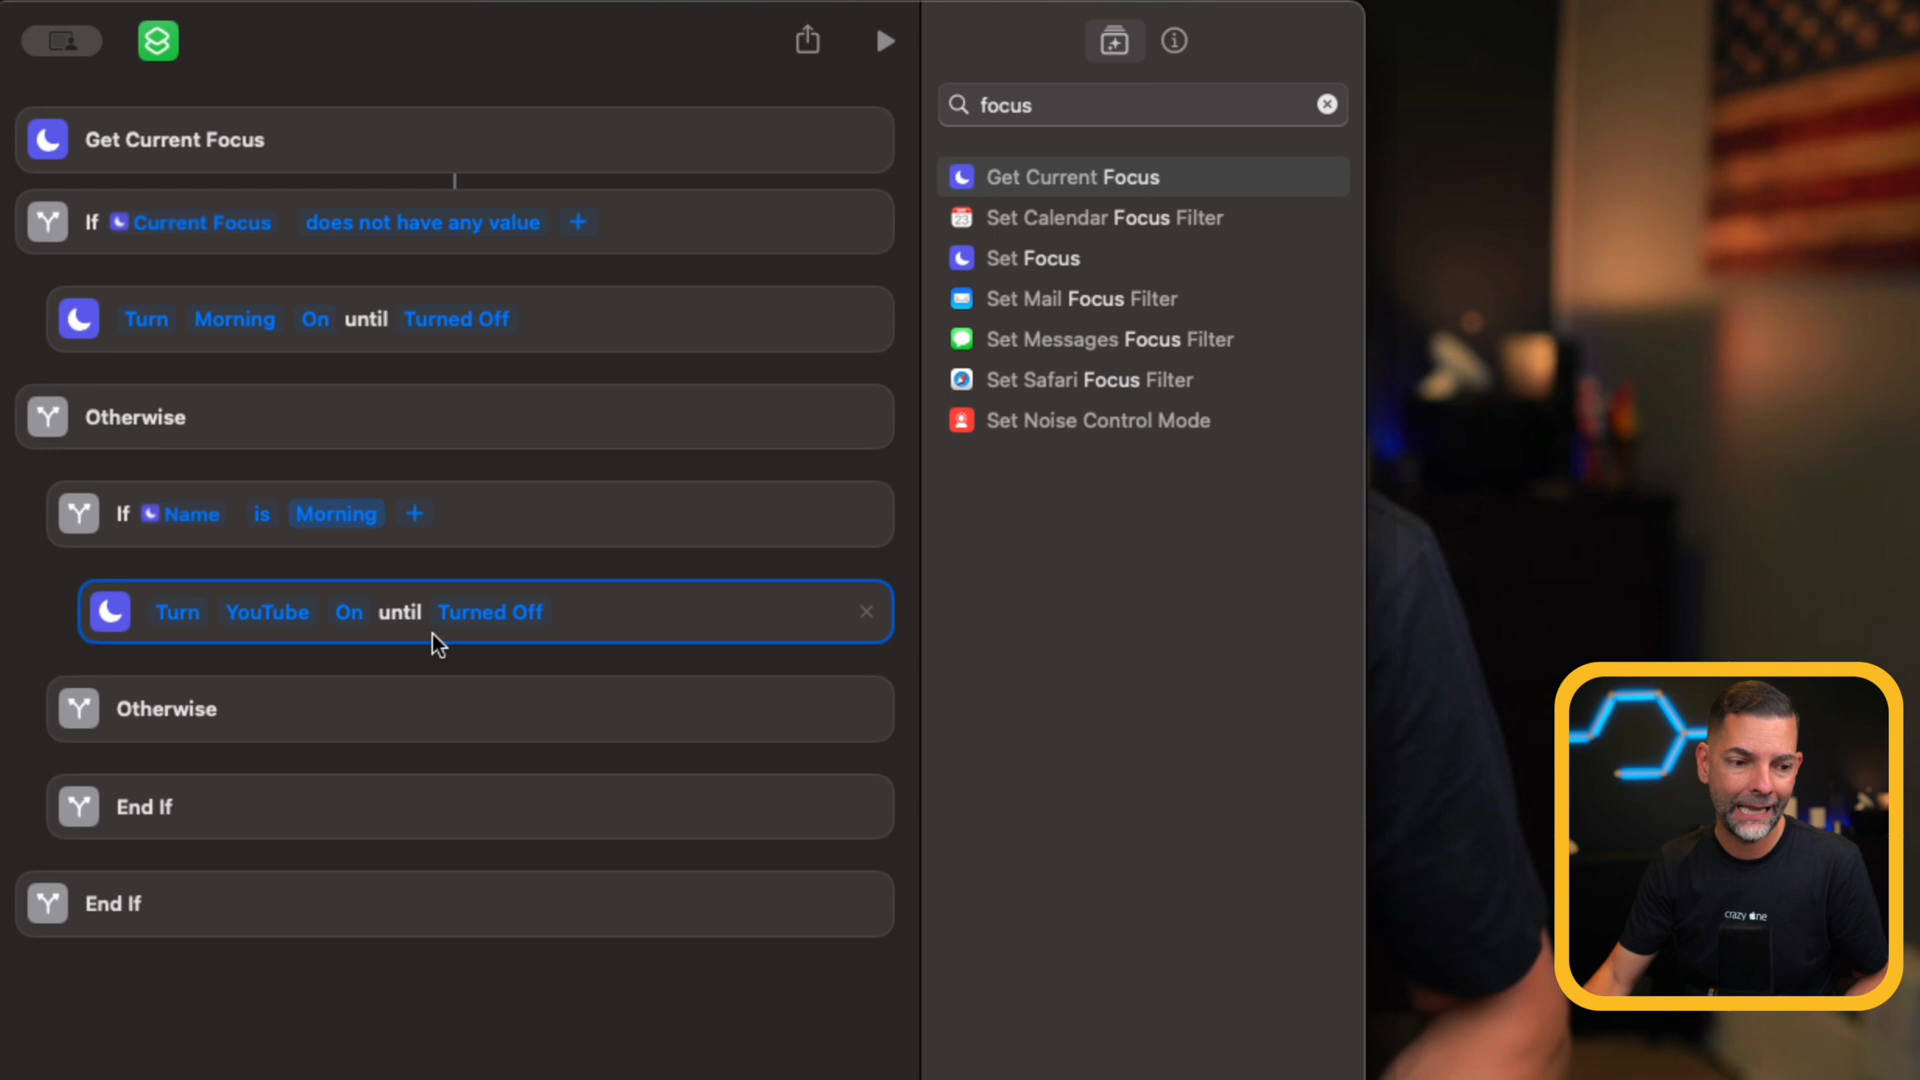 Get Current Focus
If Current Focus does not have any value +
Turn Morning On until Turned Off
Otherwise
If Name is Morning +
Turn YouTube On until Turned Off
Otherwise
End If
End If
focus
Get Current Focus
23
Set Calendar Focus Filter
Set Focus
Set Mail Focus Filter
Set Messages Focus Filter
Set Safari Focus Filter
Set Noise Control Mode
crazy ne